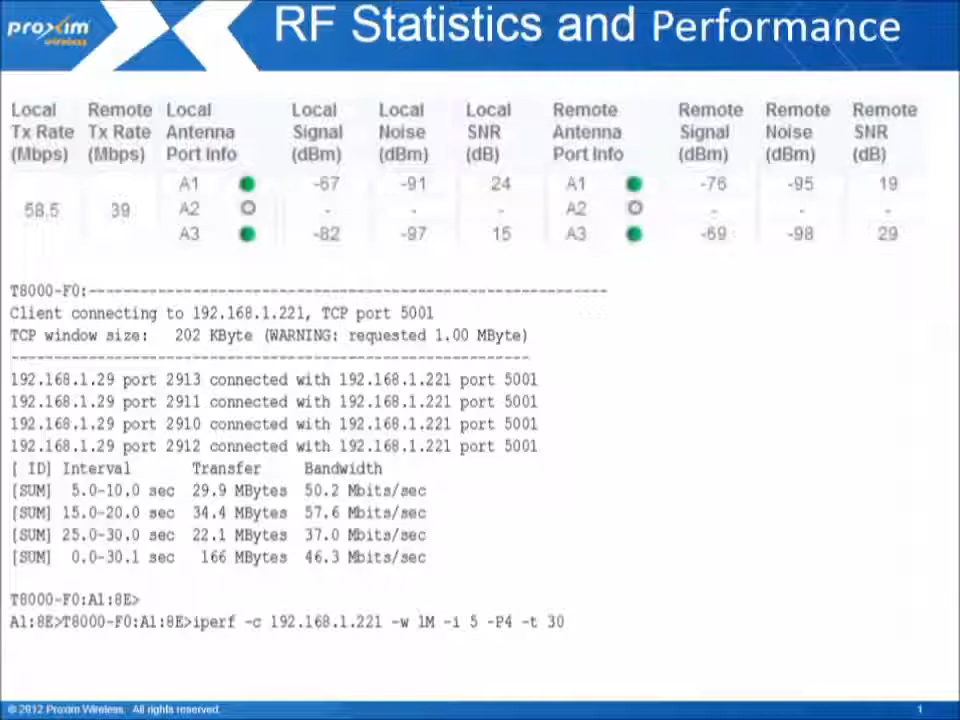 proxim
wireless
RF Statistics and Performance
Local Remote Local Local Local Local Remote Remote Remote Remote
Tx Rate Tx Rate Antenna Signal Noise SNR Antenna Signal Noise SNR
(Mbps) (Mbps) Port Info (dBm) (dBm) (dB) Port Info (dBm) (dBm) (dB)
A1 -67 -91 24 A1 -76 -95 19
58.5 39 A2 - - - A2 - - -
A3 -82 -97 15 A3 -69 -98 29
T8000-F0:------------------------------------------------------------
Client connecting to 192.168.1.221, TCP port 5001
TCP window size: 202 KByte (WARNING: requested 1.00 MByte)
------------------------------------------------------------
192.168.1.29 port 2913 connected with 192.168.1.221 port 5001
192.168.1.29 port 2911 connected with 192.168.1.221 port 5001
192.168.1.29 port 2910 connected with 192.168.1.221 port 5001
192.168.1.29 port 2912 connected with 192.168.1.221 port 5001
[ ID] Interval Transfer Bandwidth
[SUM] 5.0-10.0 sec 29.9 MBytes 50.2 Mbits/sec
[SUM] 15.0-20.0 sec 34.4 MBytes 57.6 Mbits/sec
[SUM] 25.0-30.0 sec 22.1 MBytes 37.0 Mbits/sec
[SUM] 0.0-30.1 sec 166 MBytes 46.3 Mbits/sec
T8000-F0:A1:8E>
A1:8E>T8000-F0:A1:8E>iperf -c 192.168.1.221 -w 1M -i 5 -P4 -t 30
© 2012 Proxim Wireless. All rights reserved. 1